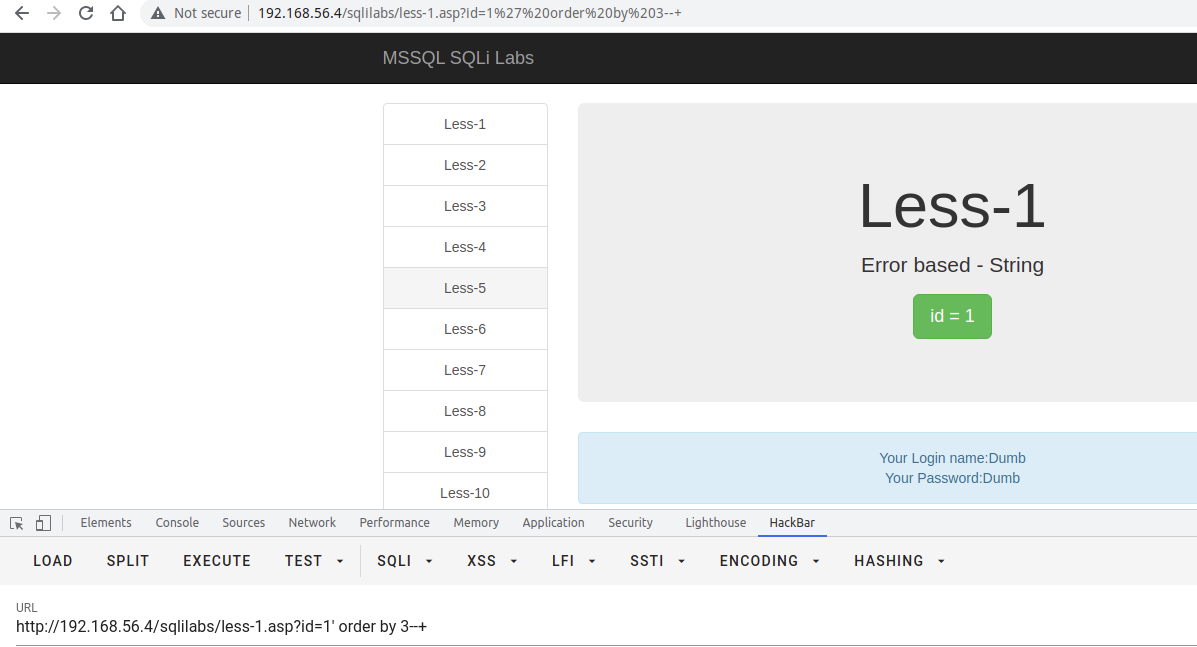 Not secure 192.168.56.4/sqlilabs/less-1.asp?id=1%27%20order%20by%203--+
MSSQL SQLi Labs
Less-1
Less-2
Less-3
Less-4
Less-5
Less-6
Less-7
Less-8
Less-9
Less-10
Less-1
Error based - String
id = 1
Your Login name:Dumb
Your Password:Dumb
Elements Console Sources Network Performance Memory Application Security Lighthouse HackBar
LOAD SPLIT EXECUTE TEST SQLI XSS LFI SSTI ENCODING HASHING
URL
http://192.168.56.4/sqlilabs/less-1.asp?id=1' order by 3--+